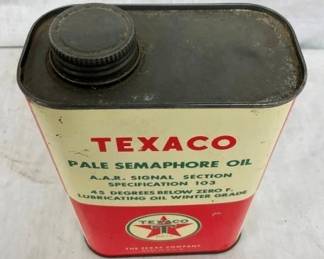 TEXACO
PALE SEMAPHORE OIL
A.A.R. SIGNAL SECTION
SPECIFICATION 103
45 DEGREES BELOW ZERO F.
LUBRICATING OIL WINTER GRADE
TEXACO
T
THE TEXAS COMPANY